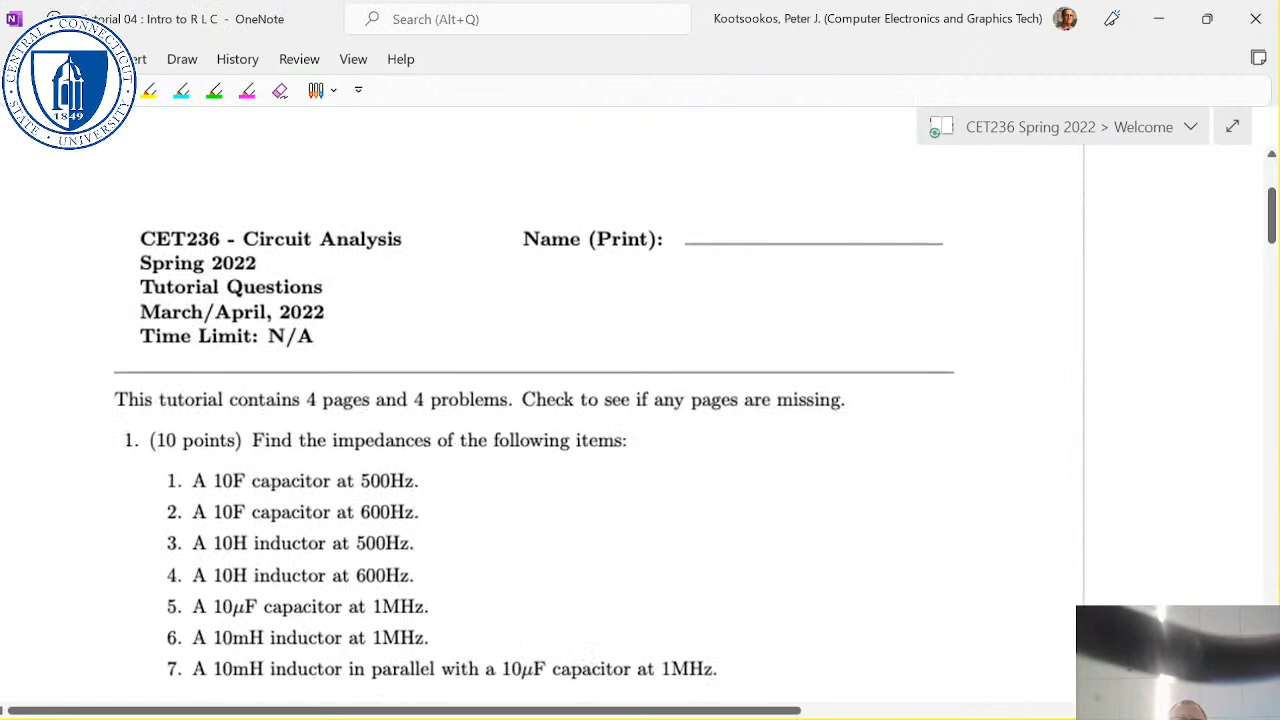 torial 04 : Intro to R L C - OneNote
Search (Alt+Q)
Kootsookos, Peter J. (Computer Electronics and Graphics Tech)
ert Draw History Review View Help
CENTRAL CONNECTICUT STATE UNIVERSITY
1849
CET236 Spring 2022 > Welcome
CET236 - Circuit Analysis
Name (Print):
Spring 2022
Tutorial Questions
March/April, 2022
Time Limit: N/A
This tutorial contains 4 pages and 4 problems. Check to see if any pages are missing.
1. (10 points) Find the impedances of the following items:
1. A 10F capacitor at 500Hz.
2. A 10F capacitor at 600Hz.
3. A 10H inductor at 500Hz.
4. A 10H inductor at 600Hz.
5. A 10μF capacitor at 1MHz.
6. A 10mH inductor at 1MHz.
7. A 10mH inductor in parallel with a 10μF capacitor at 1MHz.